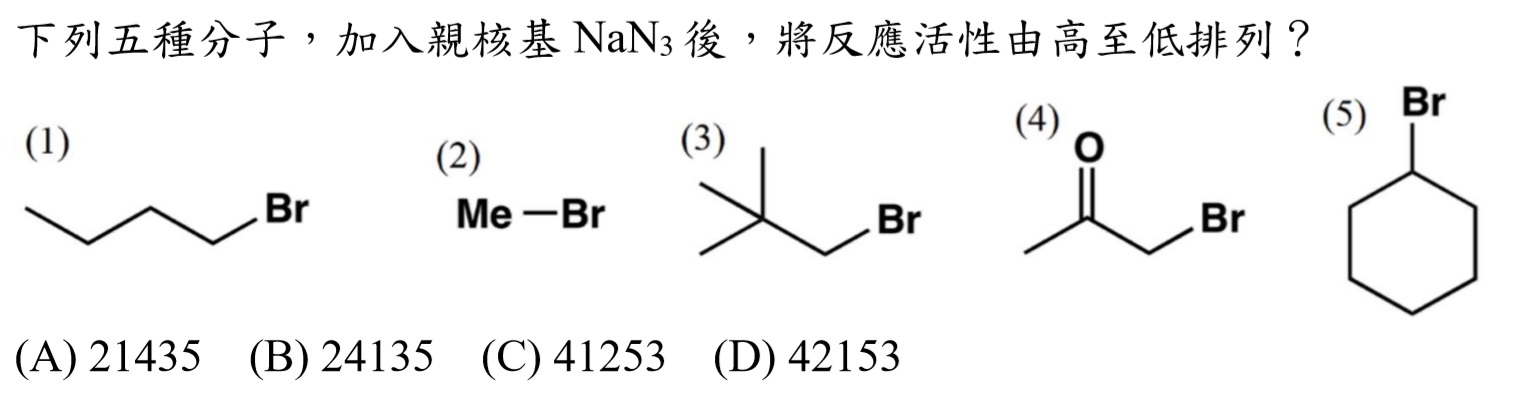 下列五種分子，加入親核基 NaN₃ 後，將反應活性由高至低排列？
(1) (2) (3) (4) (5)
Br Me Br Br O Br Br
(A) 21435 (B) 24135 (C) 41253 (D) 42153